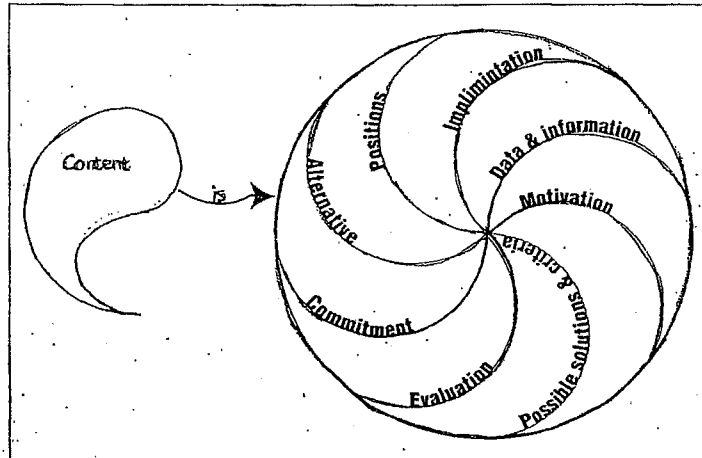 Content
is
Positions
Implimintation
Data & information
Motivation
Possible solutions & criteria
Evaluation
Commitment
Alternative